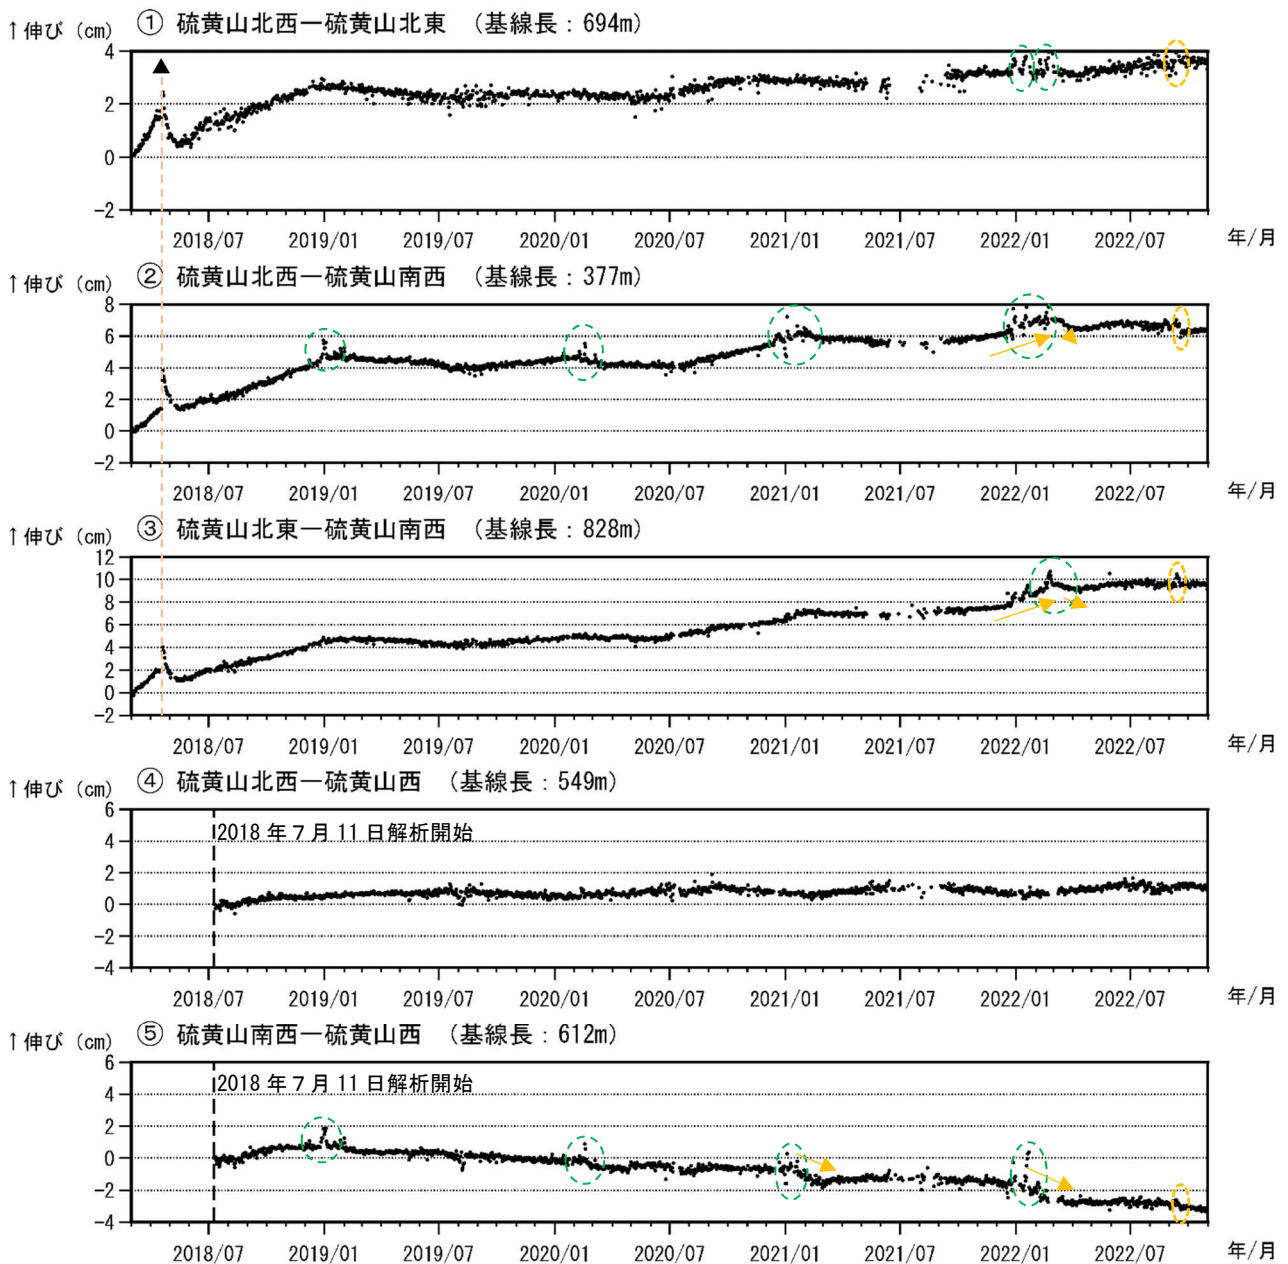 ↑伸び (cm) ① 硫黄山北西ー硫黄山北東 (基線長：694m)
4
2
0
-2
2018/07 2019/01 2019/07 2020/01 2020/07 2021/01 2021/07 2022/01 2022/07 年/月
↑伸び (cm) ② 硫黄山北西ー硫黄山南西 (基線長：377m)
8
6
4
2
0
-2
2018/07 2019/01 2019/07 2020/01 2020/07 2021/01 2021/07 2022/01 2022/07 年/月
↑伸び (cm) ③ 硫黄山北東ー硫黄山南西 (基線長：828m)
12
10
8
6
4
2
0
-2
2018/07 2019/01 2019/07 2020/01 2020/07 2021/01 2021/07 2022/01 2022/07 年/月
↑伸び (cm) ④ 硫黄山北西ー硫黄山西 (基線長：549m)
6
2018 年 7 月 11 日解析開始
4
2
0
-2
-4
2018/07 2019/01 2019/07 2020/01 2020/07 2021/01 2021/07 2022/01 2022/07 年/月
↑伸び (cm) ⑤ 硫黄山南西ー硫黄山西 (基線長：612m)
6
2018 年 7 月 11 日解析開始
4
2
0
-2
-4
2018/07 2019/01 2019/07 2020/01 2020/07 2021/01 2021/07 2022/01 2022/07 年/月